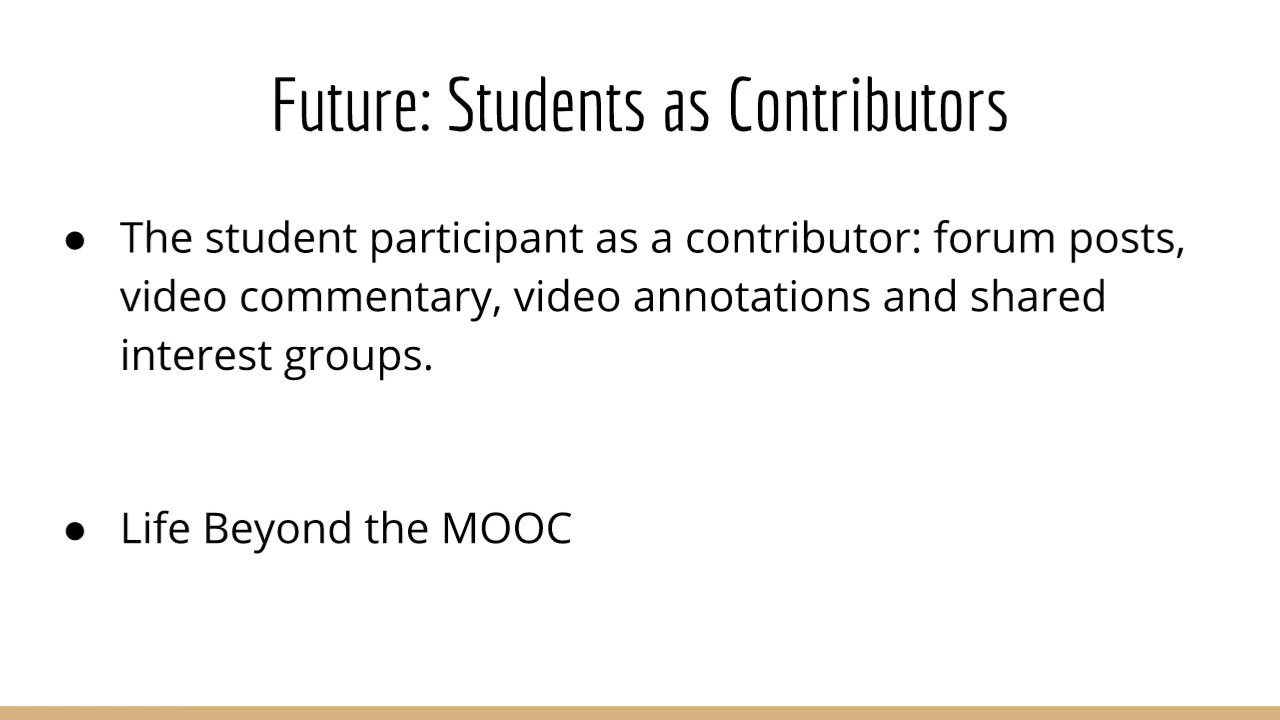 Future: Students as Contributors
● The student participant as a contributor: forum posts,
video commentary, video annotations and shared
interest groups.
● Life Beyond the MOOC